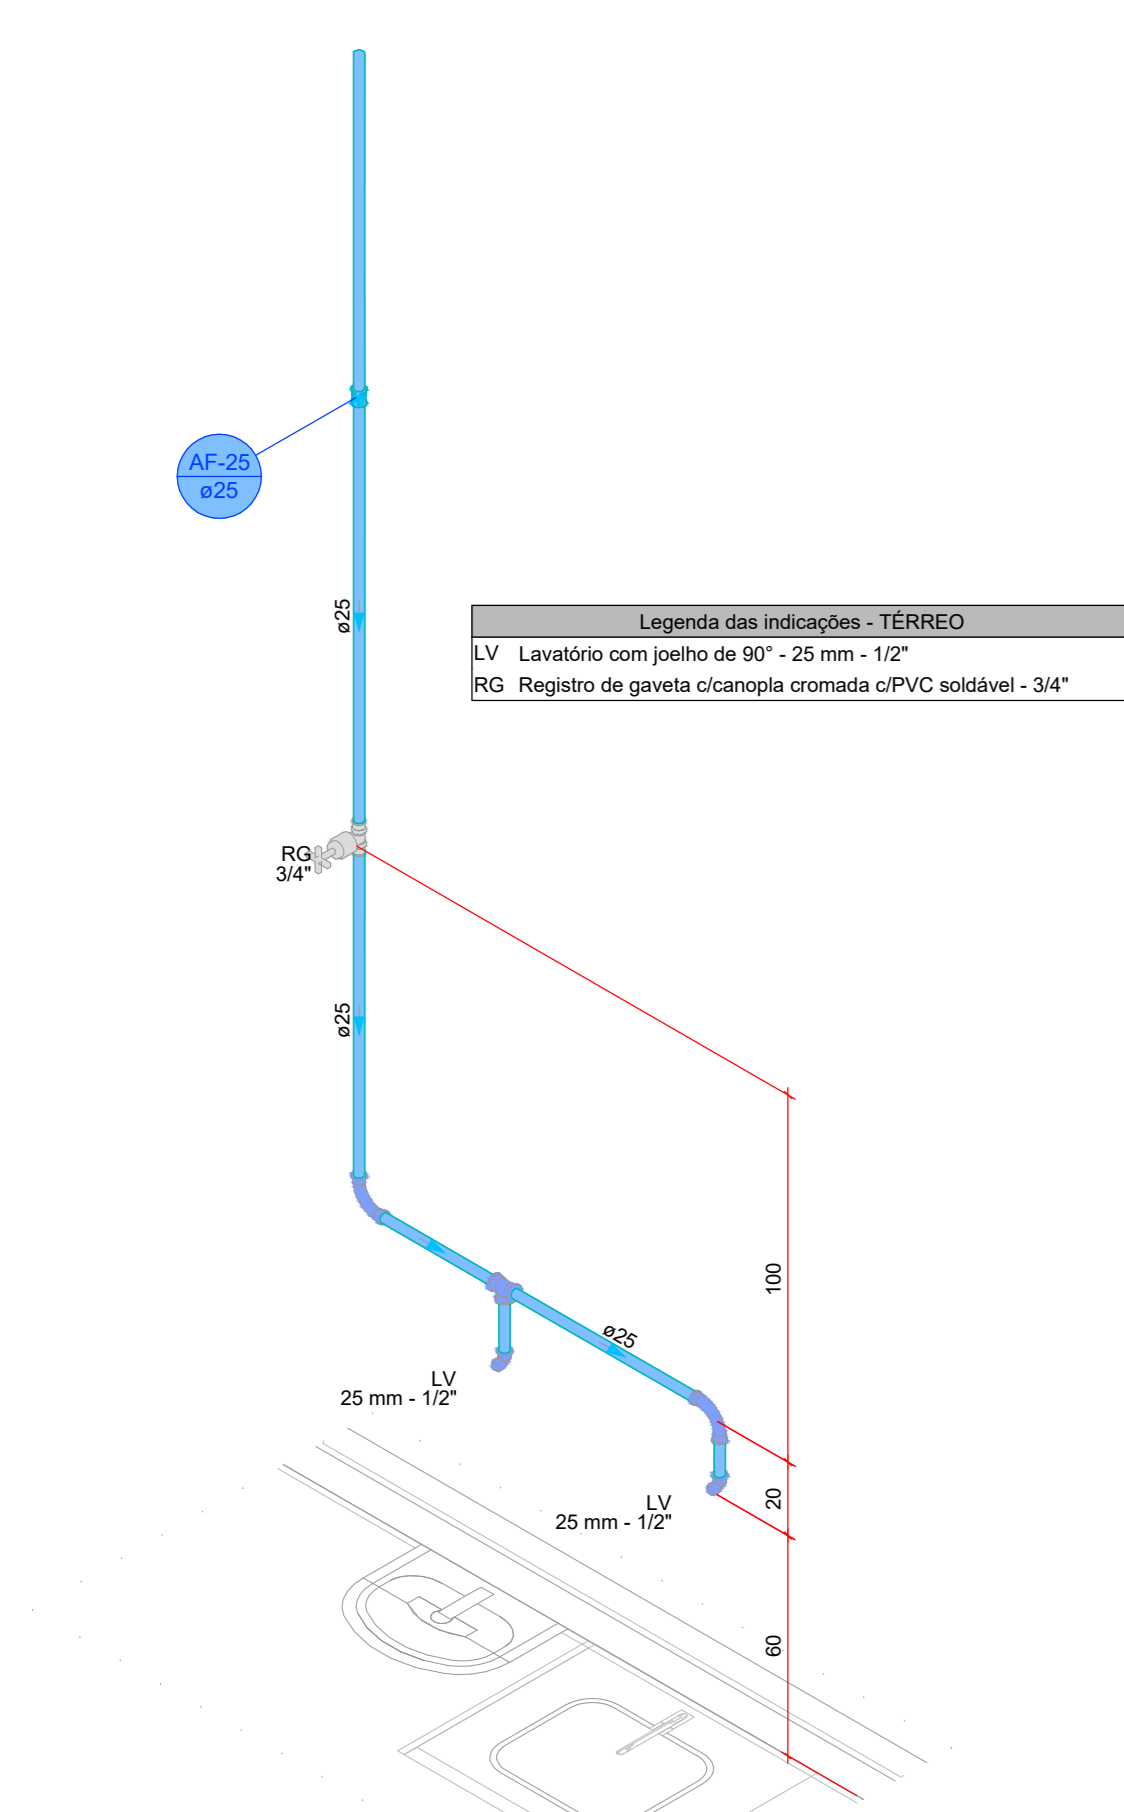 AF-25
ø25
ø25
Legenda das indicações - TÉRREO
LV Lavatório com joelho de 90° - 25 mm - 1/2"
RG Registro de gaveta c/canopla cromada c/PVC soldável - 3/4"
RG
3/4"
ø25
100
ø25
LV
25 mm - 1/2"
20
LV
25 mm - 1/2"
60